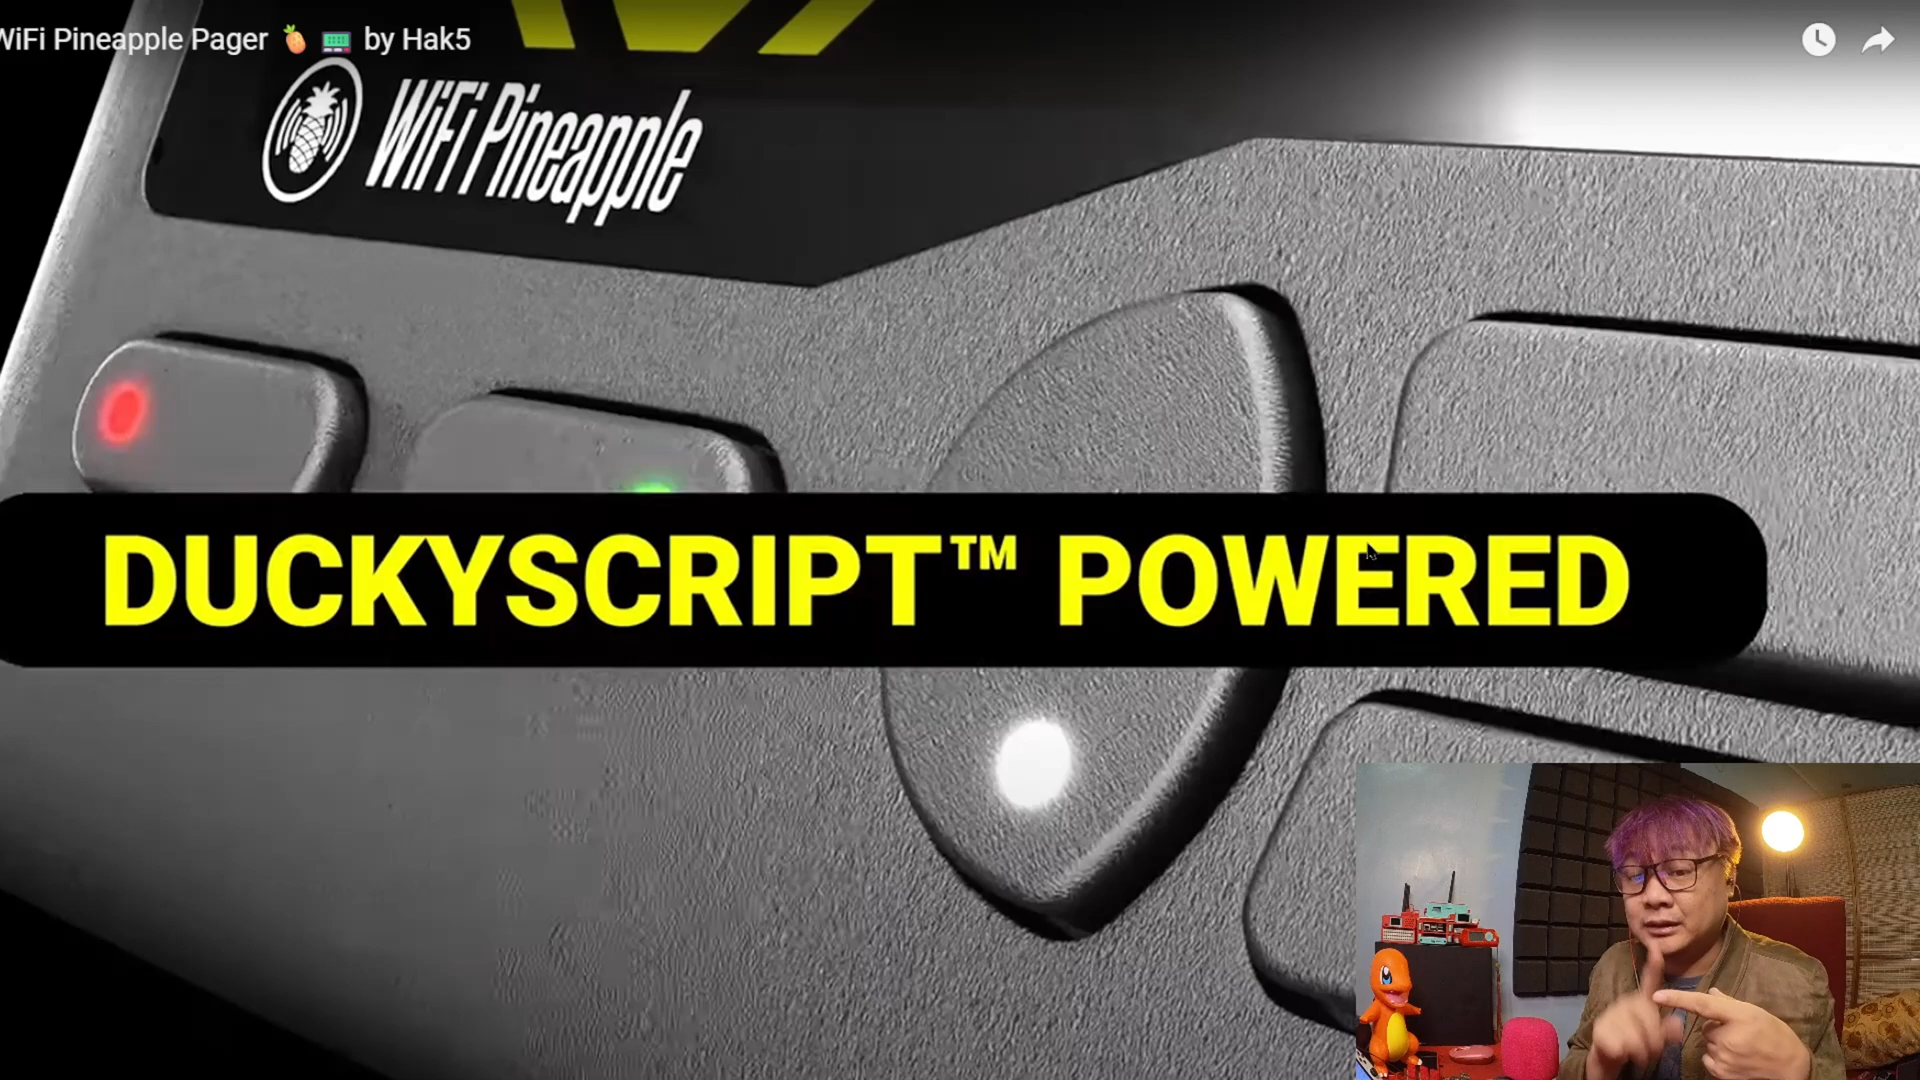 WiFi Pineapple Pager 🍍 📟 by Hak5
WiFi Pineapple
DUCKYSCRIPT™ POWERED